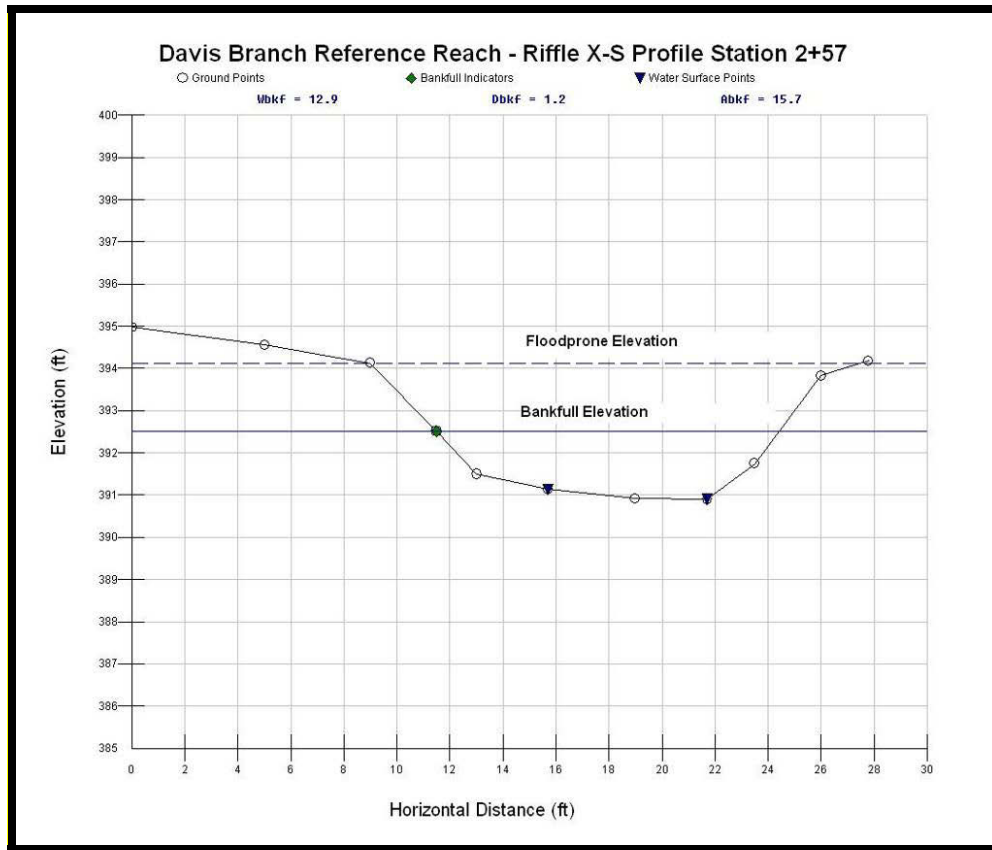 Davis Branch Reference Reach - Riffle X-S Profile Station 2+57
Ground Points Bankfull Indicators Water Surface Points
Wbkf = 12.9 Dbkf = 1.2 Abkf = 15.7
400
399
398
397
396
395
394
393
392
391
390
389
388
387
386
385
Elevation (ft)
Floodprone Elevation
Bankfull Elevation
0 2 4 6 8 10 12 14 16 18 20 22 24 26 28 30
Horizontal Distance (ft)